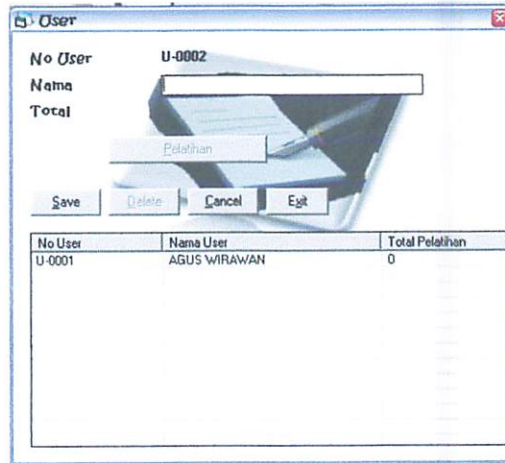 User
No User U-0002
Nama
Total
Pelatihan
Save Delete Cancel Exit
No User Nama User Total Pelatihan
U-0001 AGUS WIRAWAN 0